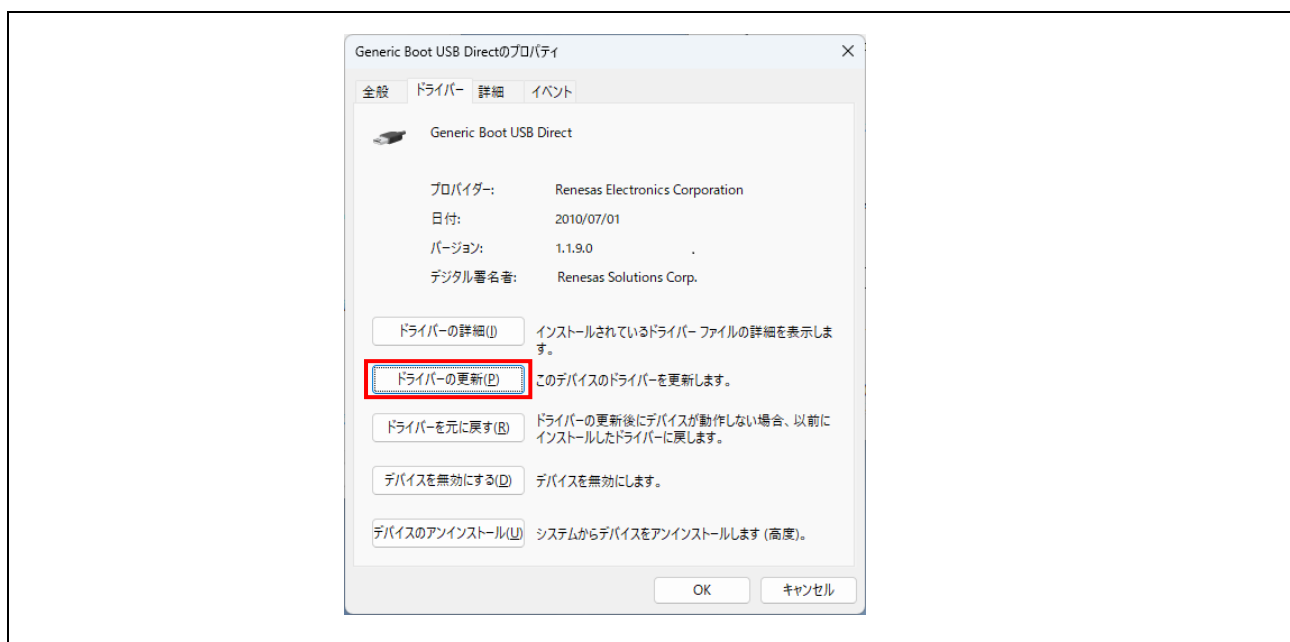 Generic Boot USB Directのプロパティ
全般 ドライバー 詳細 イベント
Generic Boot USB Direct
プロバイダー: Renesas Electronics Corporation
日付: 2010/07/01
バージョン: 1.1.9.0
デジタル署名者: Renesas Solutions Corp.
ドライバーの詳細(I) インストールされているドライバー ファイルの詳細を表示しま
す。
ドライバーの更新(P) このデバイスのドライバーを更新します。
ドライバーを元に戻す(R) ドライバーの更新後にデバイスが動作しない場合、以前に
インストールしたドライバーに戻します。
デバイスを無効にする(D) デバイスを無効にします。
デバイスのアンインストール(U) システムからデバイスをアンインストールします (高度)。
OK キャンセル